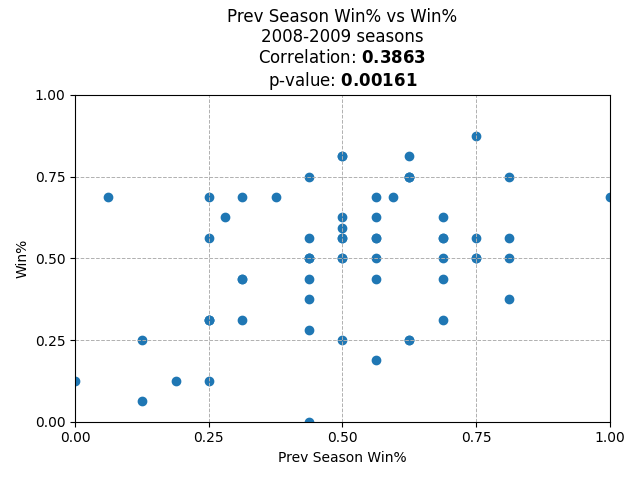 Prev Season Win% vs Win%
2008-2009 seasons
Correlation: 0.3863
p-value: 0.00161
1.00
0.75
0.50
0.25
0.00
Win%
0.00 0.25 0.50 0.75 1.00
Prev Season Win%